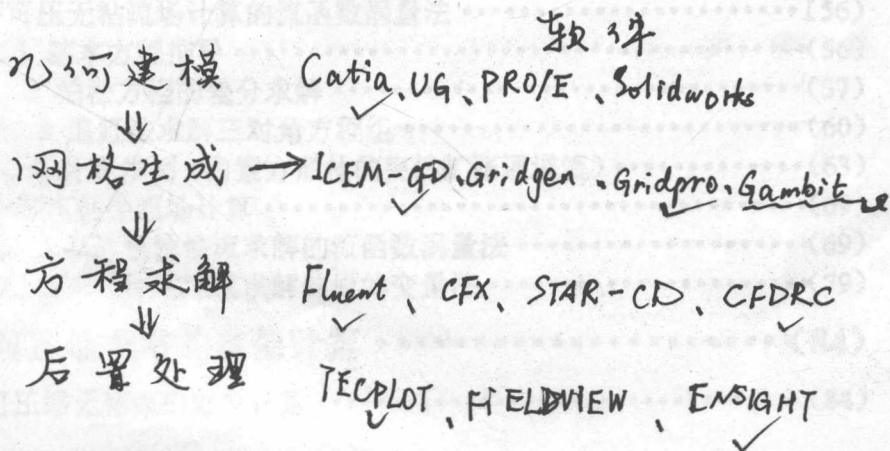 软件
几何建模 Catia、UG、PRO/E、Solidworks
⇓
网格生成 → ICEM-CFD、Gridgen、Gridpro、Gambit
⇓
方程求解 Fluent、CFX、STAR-CD、CFDRC
⇓
后置处理 TECPLOT、FIELDVIEW、ENSIGHT